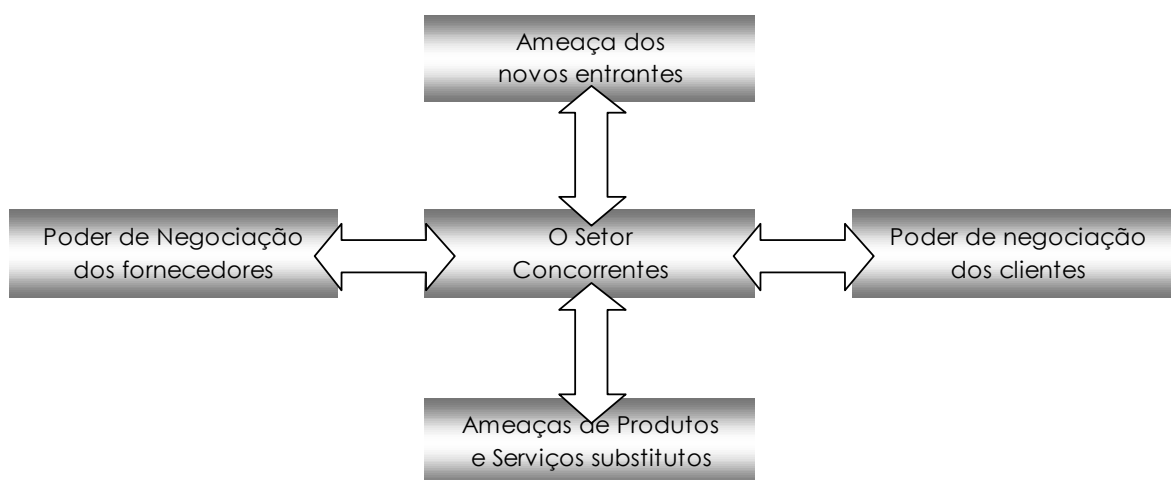 Ameaça dos
novos entrantes
Poder de Negociação
dos fornecedores
O Setor
Concorrentes
Poder de negociação
dos clientes
Ameaças de Produtos
e Serviços substitutos